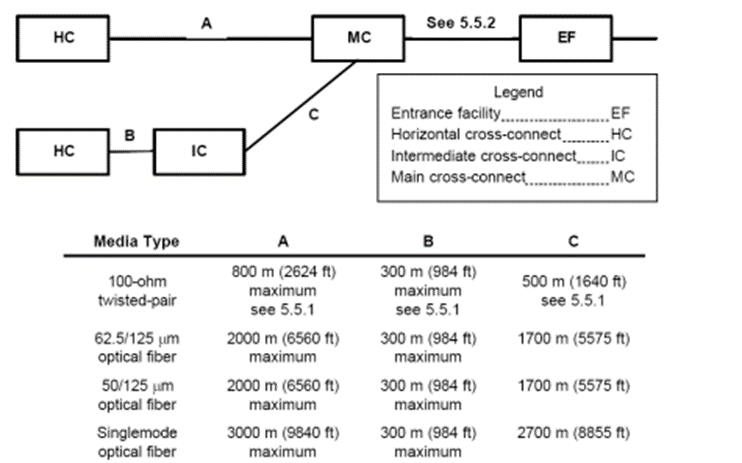 HC
A
MC
See 5.5.2
EF
C
HC
B
IC
Legend
Entrance facility EF
Horizontal cross-connect HC
Intermediate cross-connect IC
Main cross-connect MC
Media Type A B C
100-ohm
twisted-pair
800 m (2624 ft)
maximum
see 5.5.1
300 m (984 ft)
maximum
see 5.5.1
500 m (1640 ft)
see 5.5.1
62.5/125 μm
optical fiber
2000 m (6560 ft)
maximum
300 m (984 ft)
maximum
1700 m (5575 ft)
50/125 μm
optical fiber
2000 m (6560 ft)
maximum
300 m (984 ft)
maximum
1700 m (5575 ft)
Singlemode
optical fiber
3000 m (9840 ft)
maximum
300 m (984 ft)
maximum
2700 m (8855 ft)